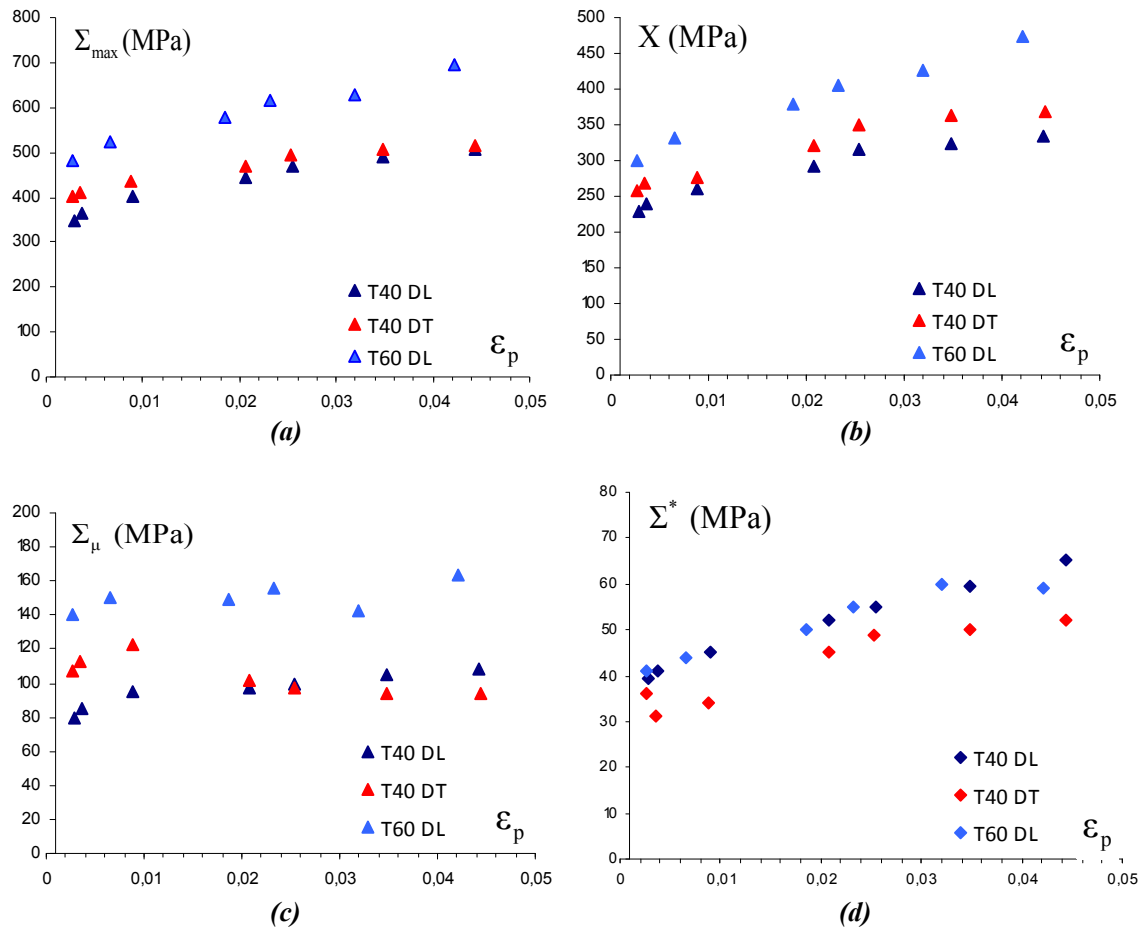 Σmax (MPa)
800
700
600
500
400
300
200
100
0
0 0,01 0,02 0,03 0,04 0,05
T40 DL
T40 DT
T60 DL
εp
(a)
X (MPa)
500
450
400
350
300
250
200
150
100
50
0
0 0,01 0,02 0,03 0,04 0,05
T40 DL
T40 DT
T60 DL
εp
(b)
Σμ (MPa)
200
180
160
140
120
100
80
60
40
20
0
0 0,01 0,02 0,03 0,04 0,05
T40 DL
T40 DT
T60 DL
εp
(c)
Σ* (MPa)
80
70
60
50
40
30
20
10
0
0 0,01 0,02 0,03 0,04 0,05
T40 DL
T40 DT
T60 DL
εp
(d)